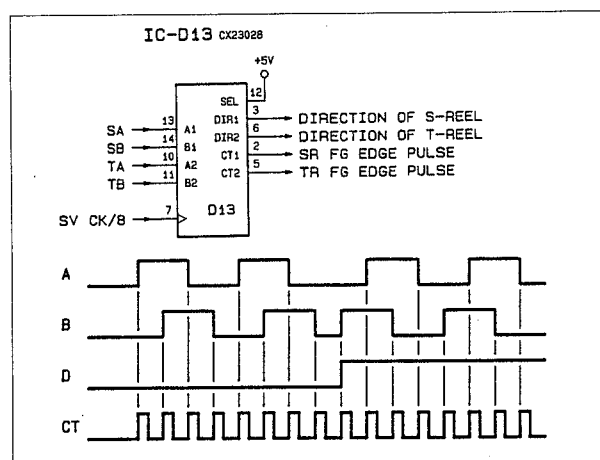 IC-D13 CX23028
+5V
12
SEL
3
DIR1 DIRECTION OF S-REEL
6
DIR2 DIRECTION OF T-REEL
2
CT1 SR FG EDGE PULSE
5
CT2 TR FG EDGE PULSE
SA 13 A1
SB 14 B1
TA 10 A2
TB 11 B2
D13
SV CK/8 7
A
B
D
CT